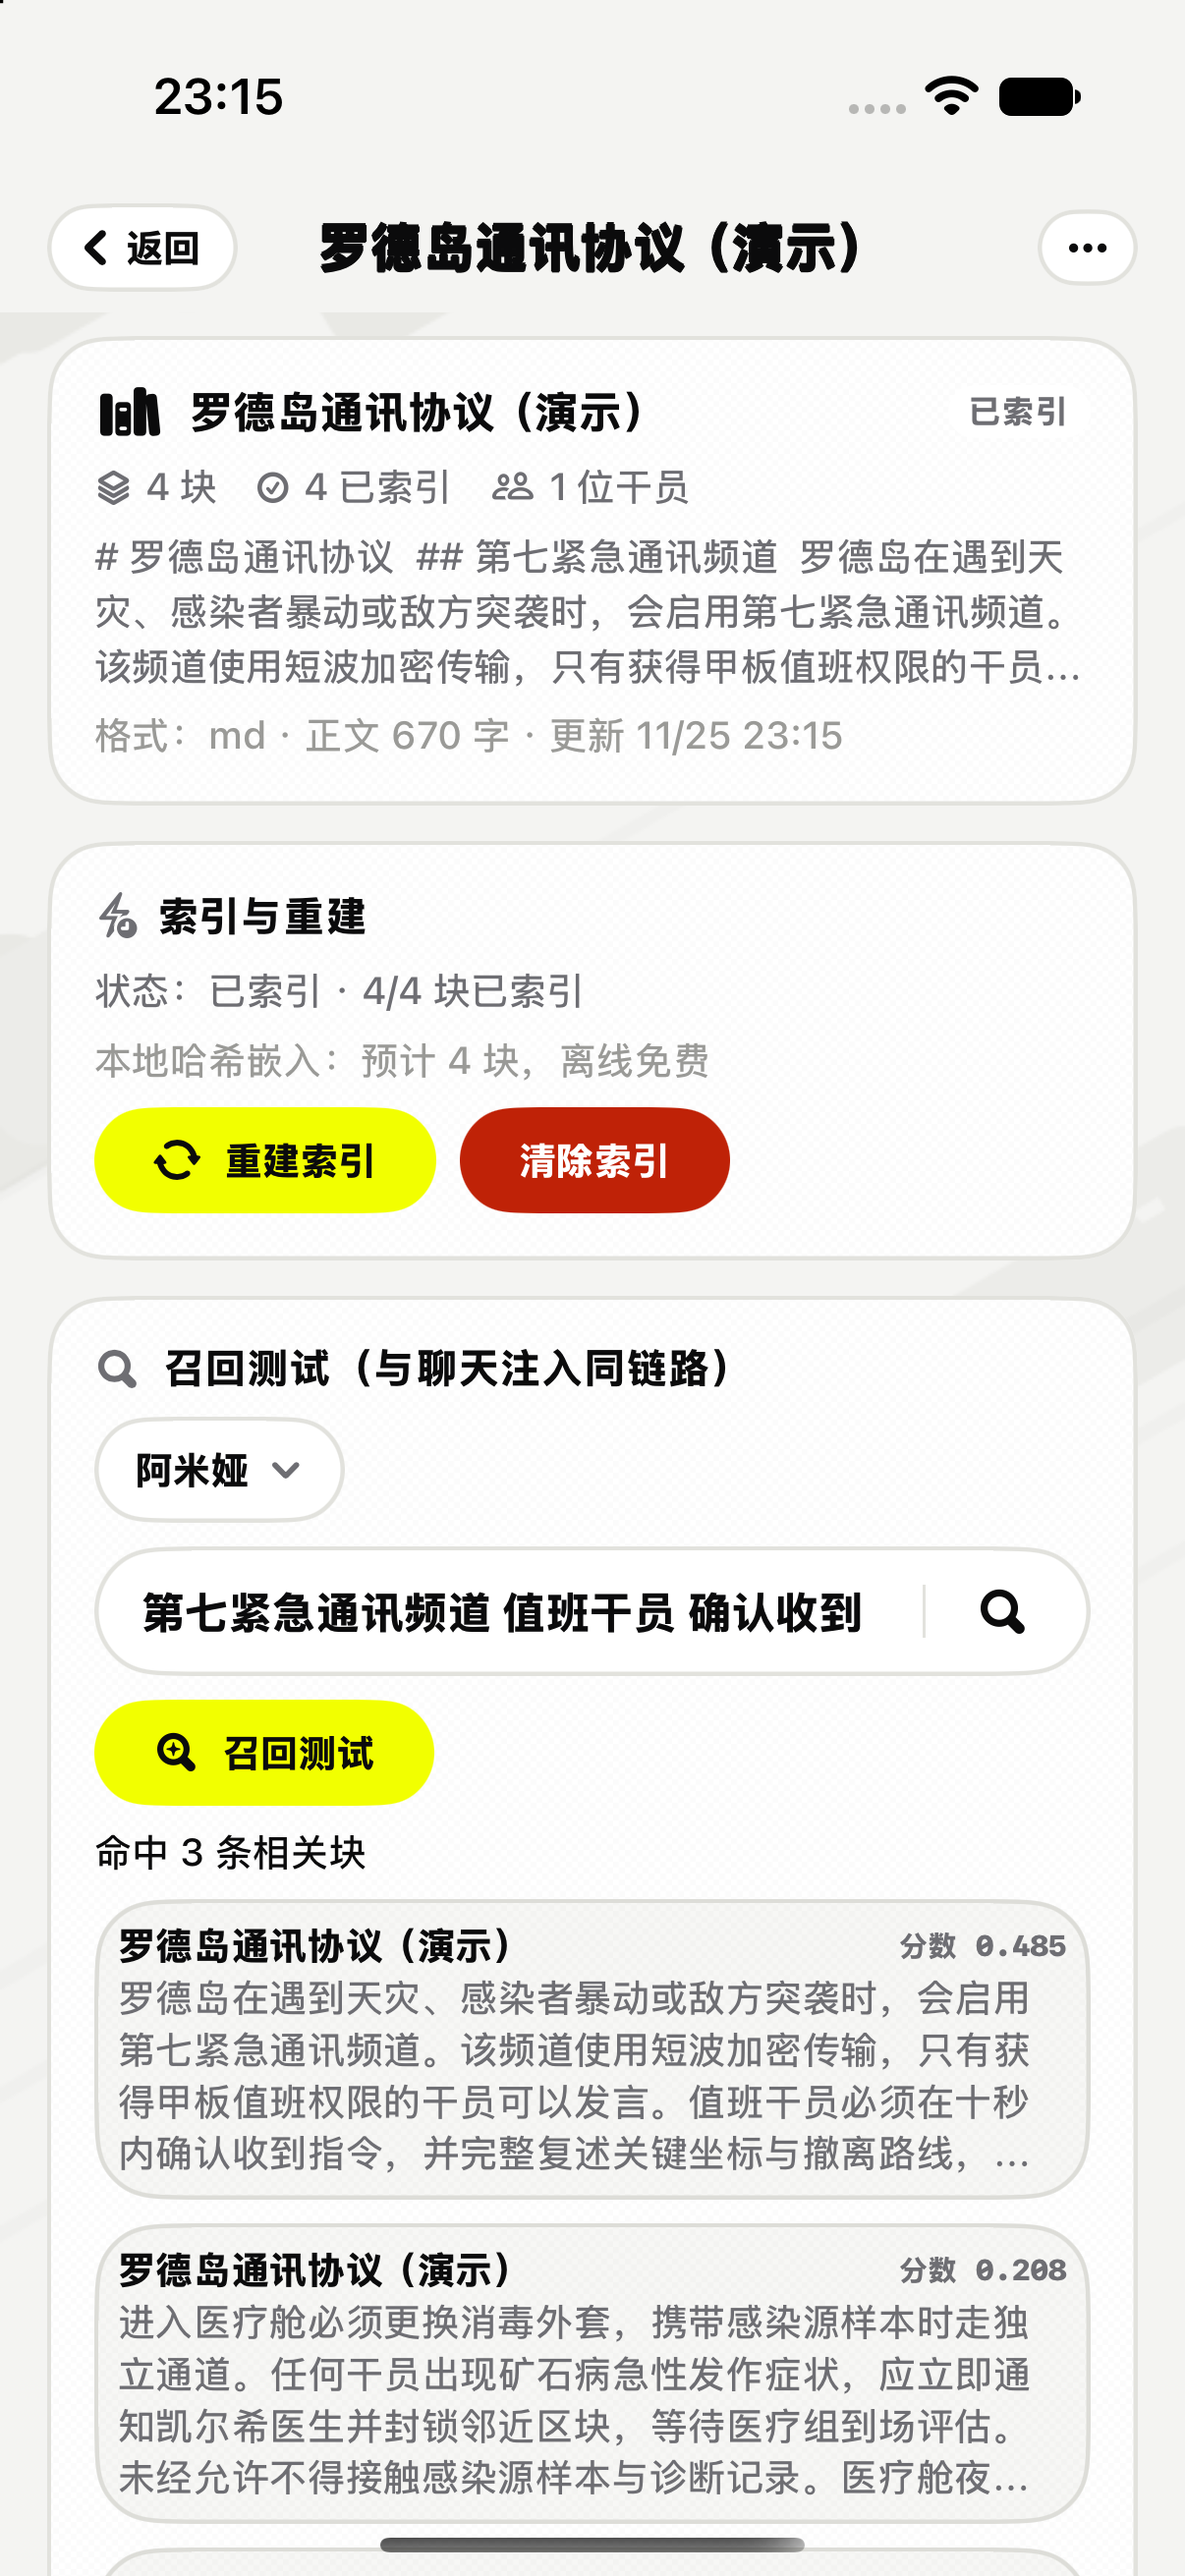 23:15
返回
罗德岛通讯协议（演示）
罗德岛通讯协议（演示）
已索引
4 块 4 已索引 1 位干员
# 罗德岛通讯协议 ## 第七紧急通讯频道 罗德岛在遇到天
灾、感染者暴动或敌方突袭时，会启用第七紧急通讯频道。
该频道使用短波加密传输，只有获得甲板值班权限的干员...
格式：md · 正文 670 字 · 更新 11/25 23:15
索引与重建
状态：已索引 · 4/4 块已索引
本地哈希嵌入：预计 4 块，离线免费
重建索引
清除索引
召回测试（与聊天注入同链路）
阿米娅
第七紧急通讯频道 值班干员 确认收到
召回测试
命中 3 条相关块
罗德岛通讯协议（演示）
分数 0.485
罗德岛在遇到天灾、感染者暴动或敌方突袭时，会启用
第七紧急通讯频道。该频道使用短波加密传输，只有获
得甲板值班权限的干员可以发言。值班干员必须在十秒
内确认收到指令，并完整复述关键坐标与撤离路线，...
罗德岛通讯协议（演示）
分数 0.208
进入医疗舱必须更换消毒外套，携带感染源样本时走独
立通道。任何干员出现矿石病急性发作症状，应立即通
知凯尔希医生并封锁邻近区块，等待医疗组到场评估。
未经允许不得接触感染源样本与诊断记录。医疗舱夜...